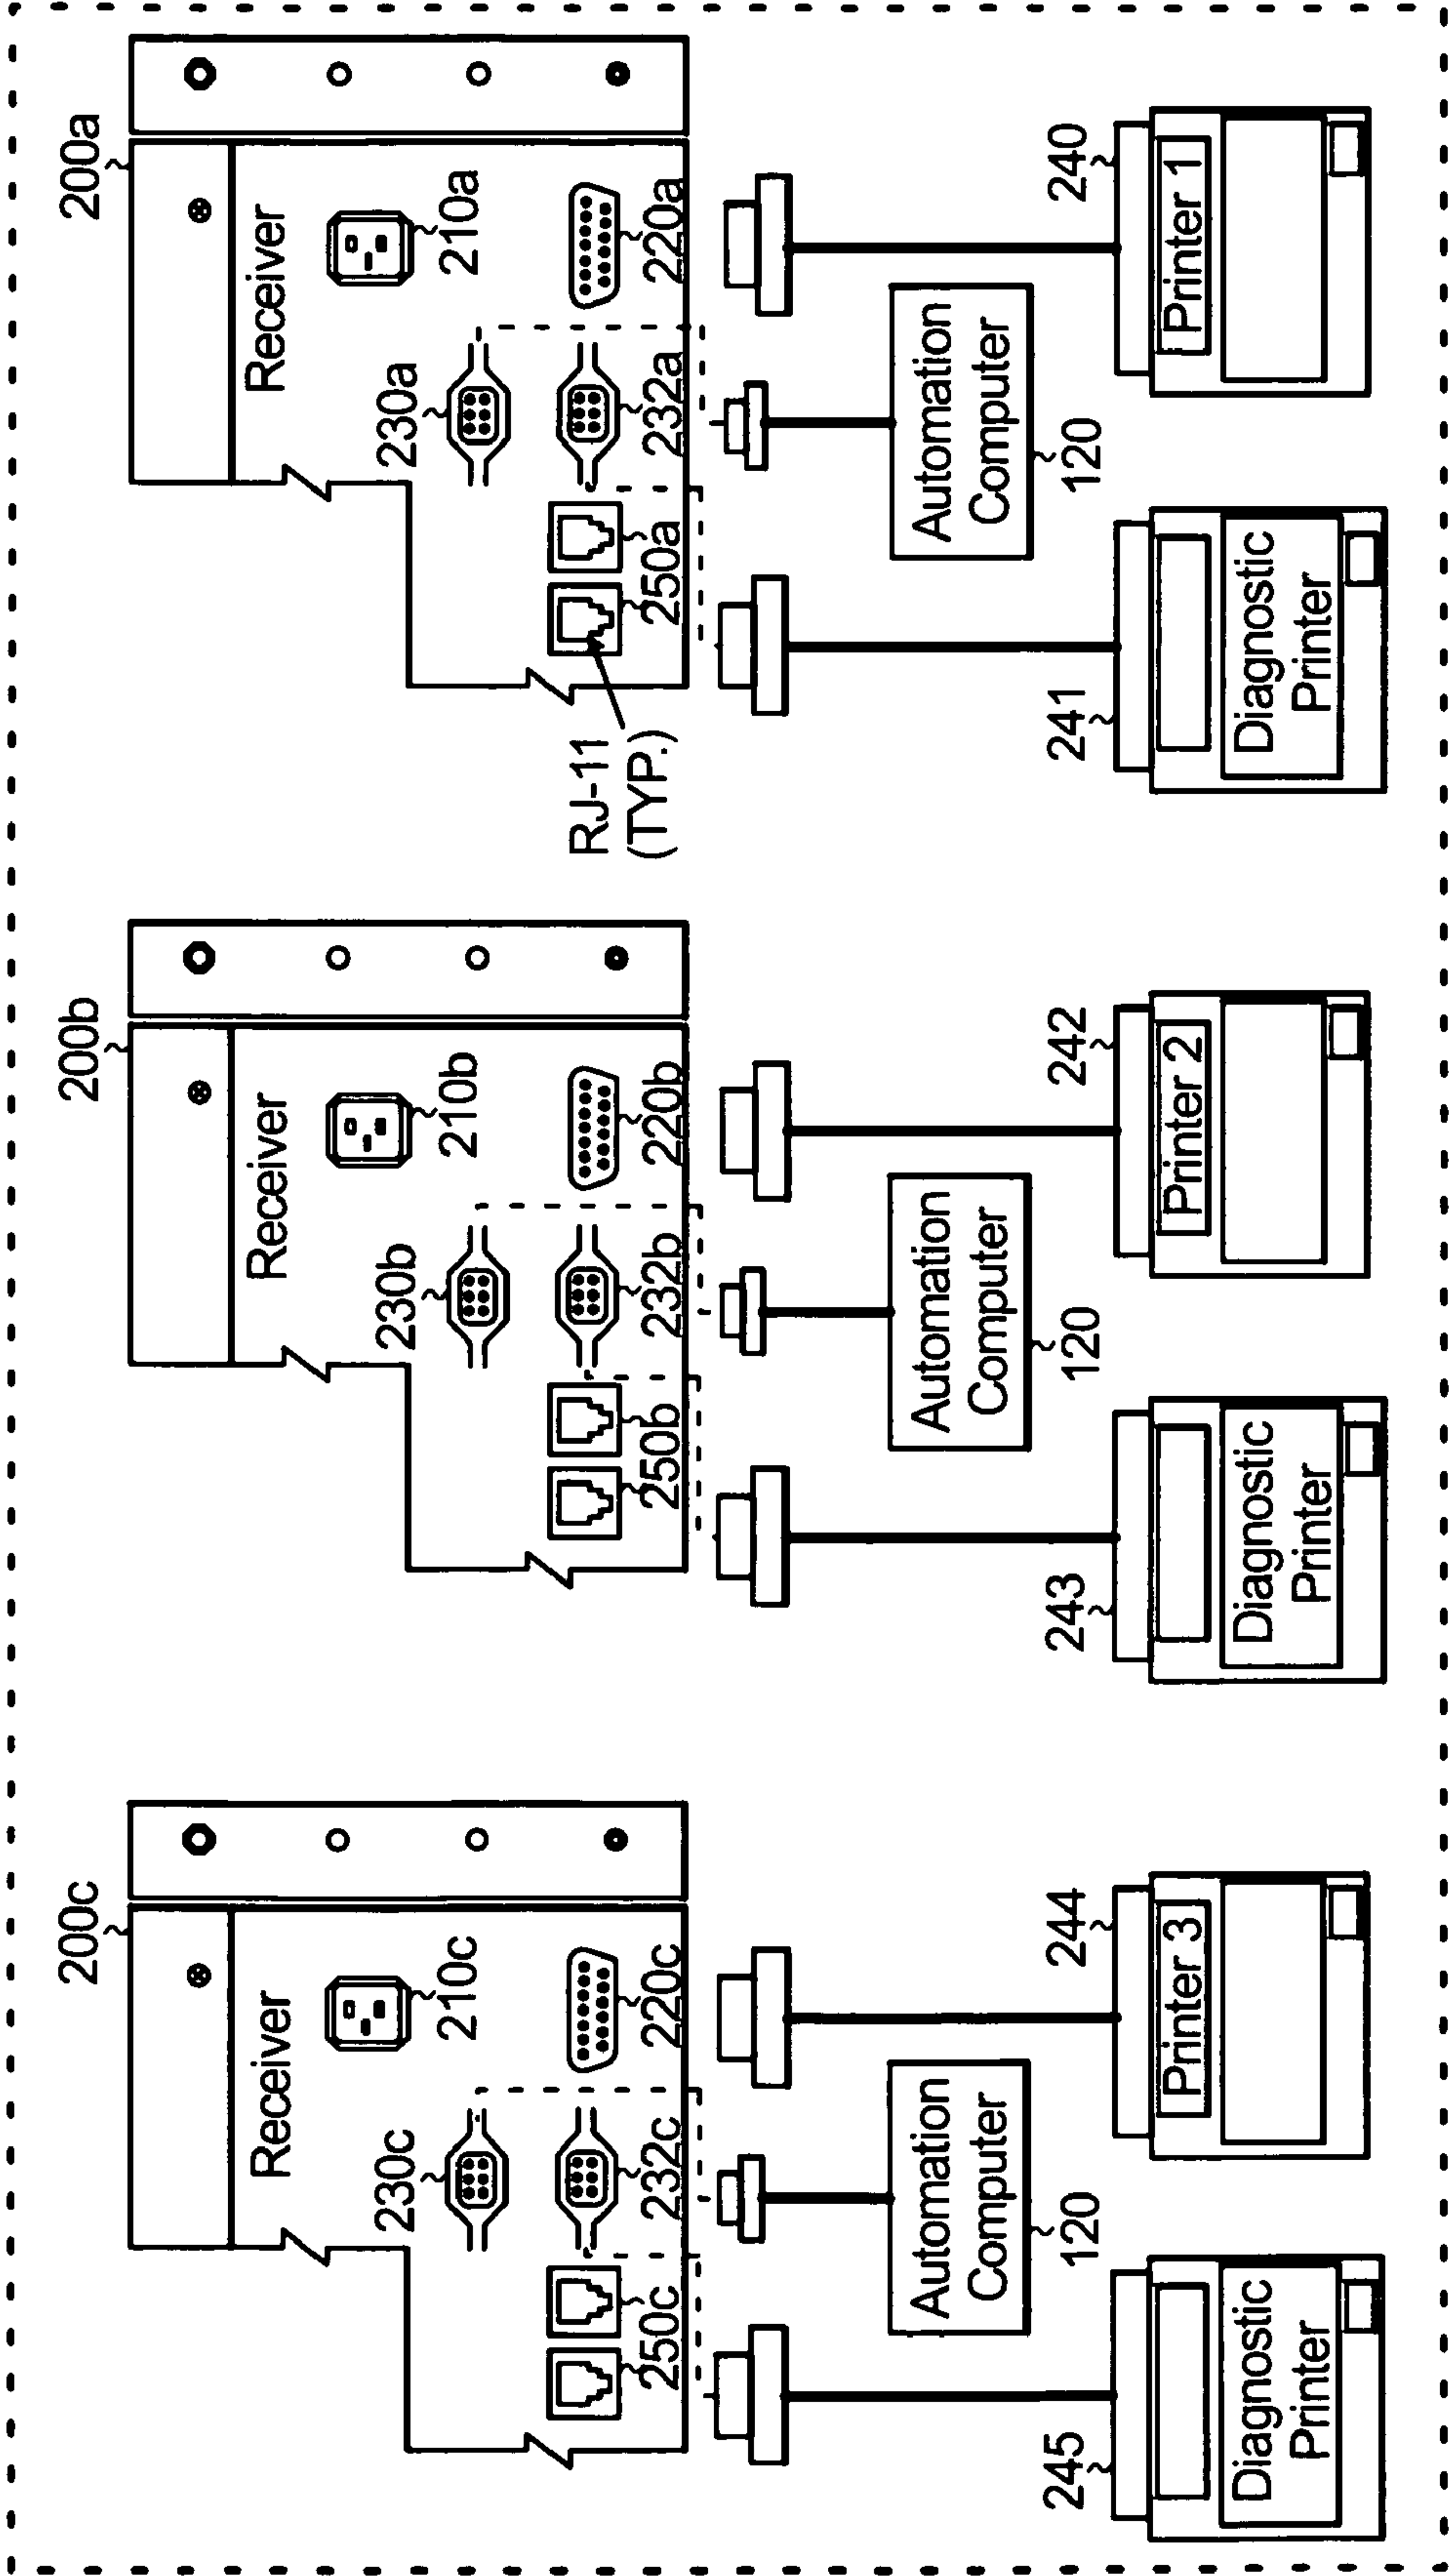 200c
Receiver
210c
230c
220c
232c
250c
Automation
Computer
120
244
Printer 3
245
Diagnostic
Printer
200b
Receiver
210b
230b
220b
232b
250b
Automation
Computer
120
242
Printer 2
243
Diagnostic
Printer
200a
Receiver
210a
230a
220a
232a
250a
RJ-11
(TYP.)
Automation
Computer
120
240
Printer 1
241
Diagnostic
Printer